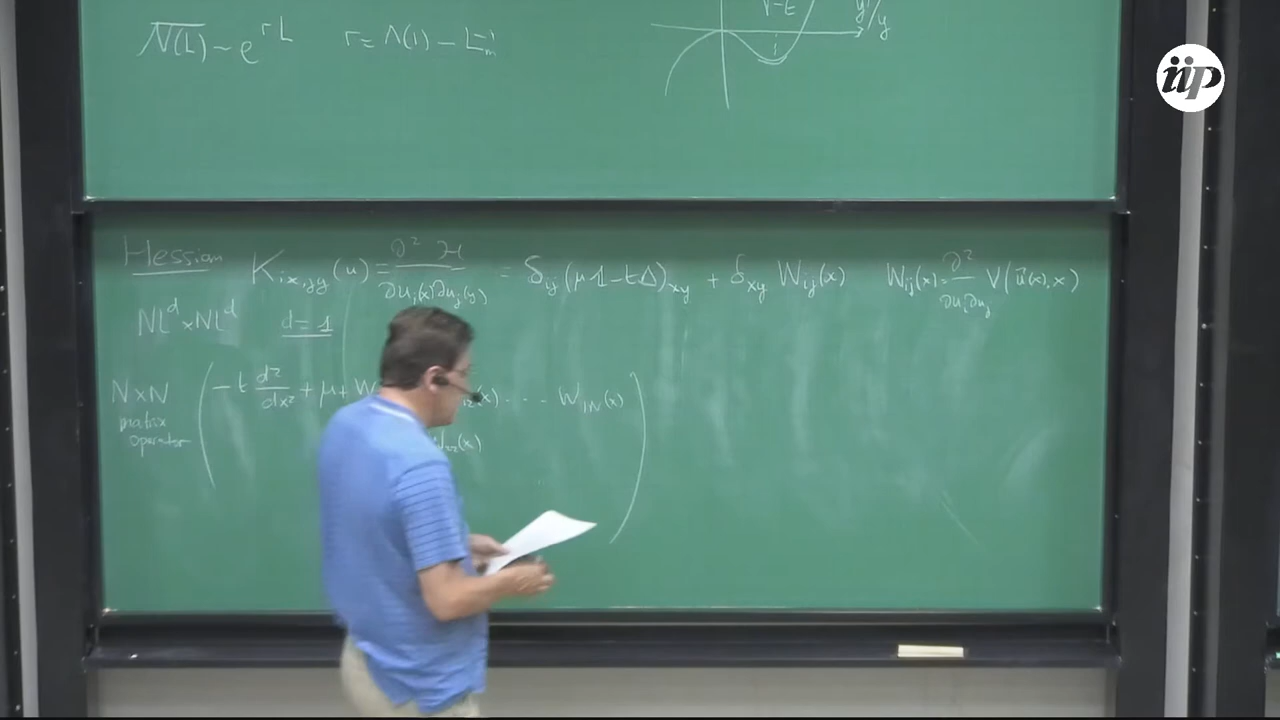 N(L) ~ e^{rL} r = Λ(1) - L_m^{-1}
y'/y
iip
Hessian K_{ix,jy}(u) = ∂²H / ∂u_i(x)∂u_j(y) = δ_{ij}(μ1 - tΔ)_{xy} + δ_{xy} W_{ij}(x) W_{ij}(x) = ∂² / ∂u_i∂u_j V(u⃗(x),x)
NL^d × NL^d d=1
N×N ( -t d²/dx² + μ + W (x) ... W_{1N}(x) )
matrix
operator